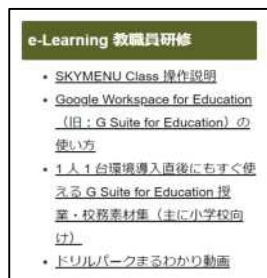 e-Learning 教職員研修
• SKYMENU Class 操作説明
• Google Workspace for Education
（旧：G Suite for Education）の
使い方
• 1人1台環境導入直後にもすぐ使
える G Suite for Education 授
業・校務素材集（主に小学校向
け）
• ドリルパークまるわかり動画